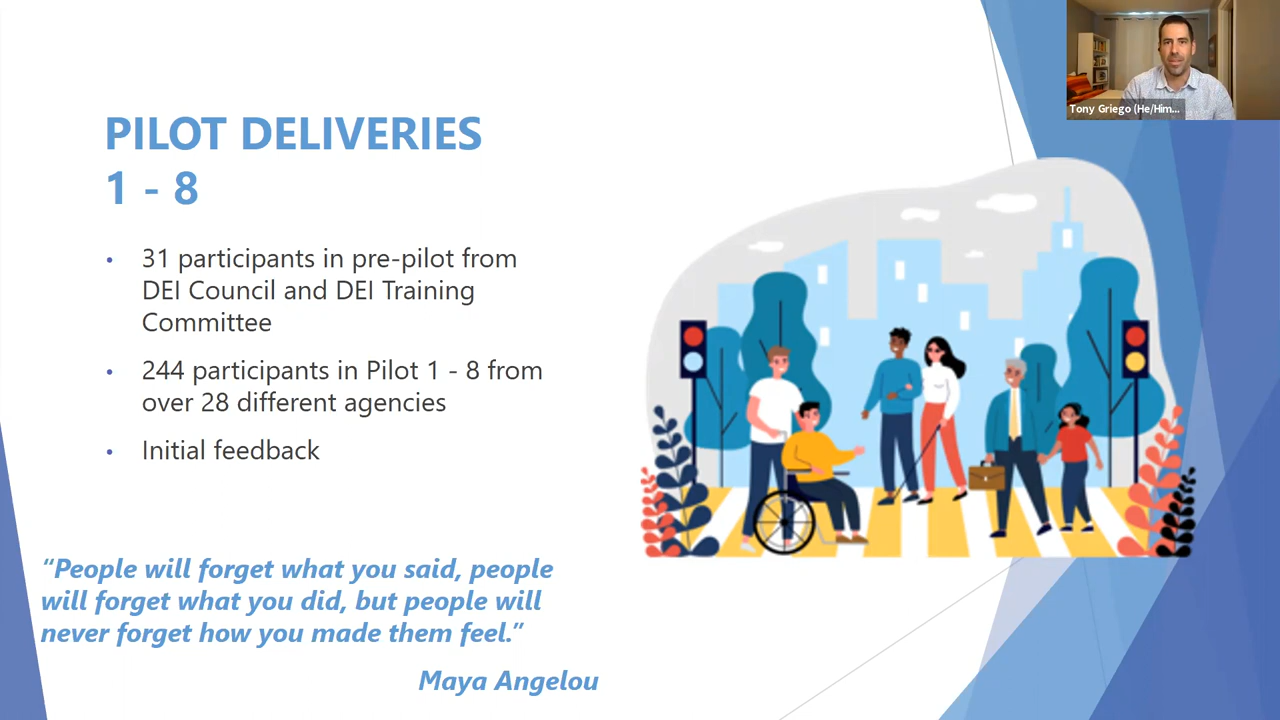 Tony Griego (He/Him...
PILOT DELIVERIES
1 - 8
• 31 participants in pre-pilot from
DEI Council and DEI Training
Committee
• 244 participants in Pilot 1 - 8 from
over 28 different agencies
• Initial feedback
“People will forget what you said, people
will forget what you did, but people will
never forget how you made them feel.”
Maya Angelou